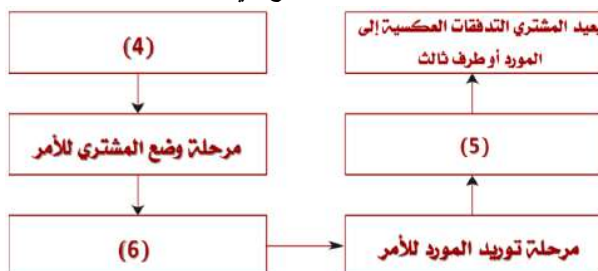 (4)
يعيد المشتري التدفقات العكسية إلى
المورد أو طرف ثالث
مرحلة وضع المشتري للأمر
(5)
(6)
مرحلة توريد المورد للأمر